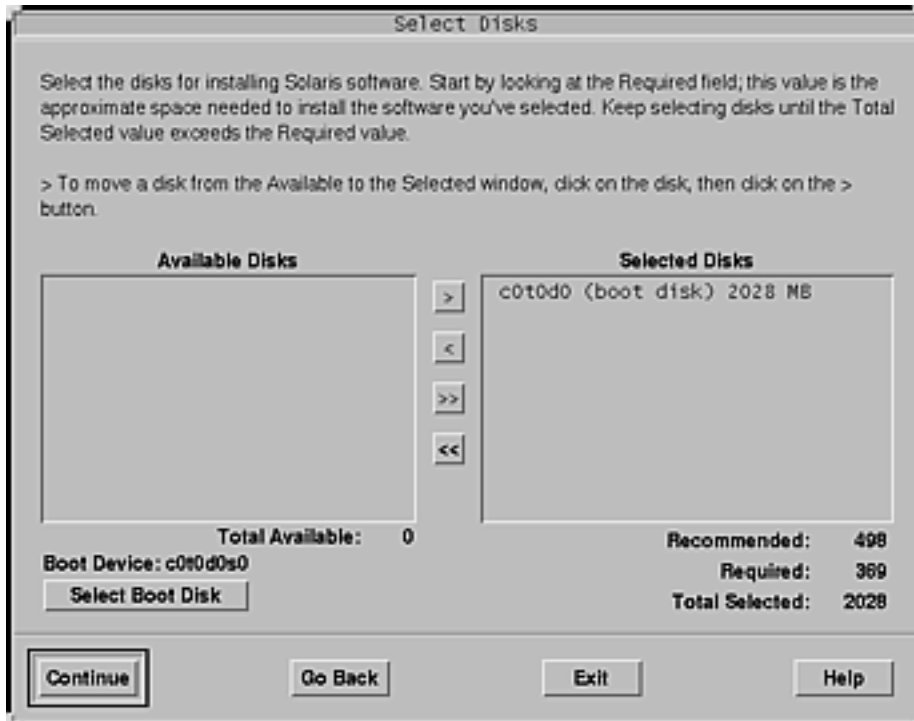 Select Disks
Select the disks for installing Solaris software. Start by looking at the Required field; this value is the
approximate space needed to install the software you've selected. Keep selecting disks until the Total
Selected value exceeds the Required value.
> To move a disk from the Available to the Selected window, click on the disk, then click on the >
button.
Available Disks
Selected Disks
c0t0d0 (boot disk) 2028 MB
>
<
>>
<<
Total Available: 0
Boot Device: c0t0d0s0
Select Boot Disk
Recommended: 498
Required: 369
Total Selected: 2028
Continue
Go Back
Exit
Help